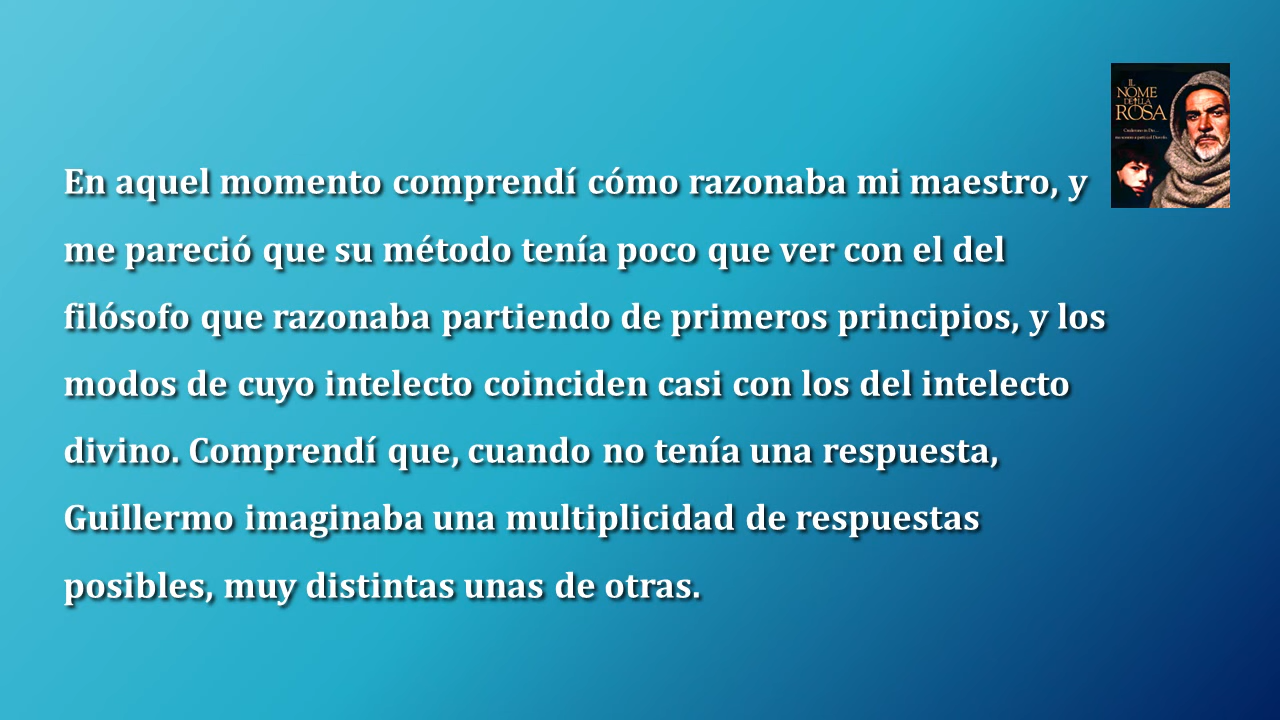 IL
NOME
DELLA
ROSA
En aquel momento comprendí cómo razonaba mi maestro, y
me pareció que su método tenía poco que ver con el del
filósofo que razonaba partiendo de primeros principios, y los
modos de cuyo intelecto coinciden casi con los del intelecto
divino. Comprendí que, cuando no tenía una respuesta,
Guillermo imaginaba una multiplicidad de respuestas
posibles, muy distintas unas de otras.